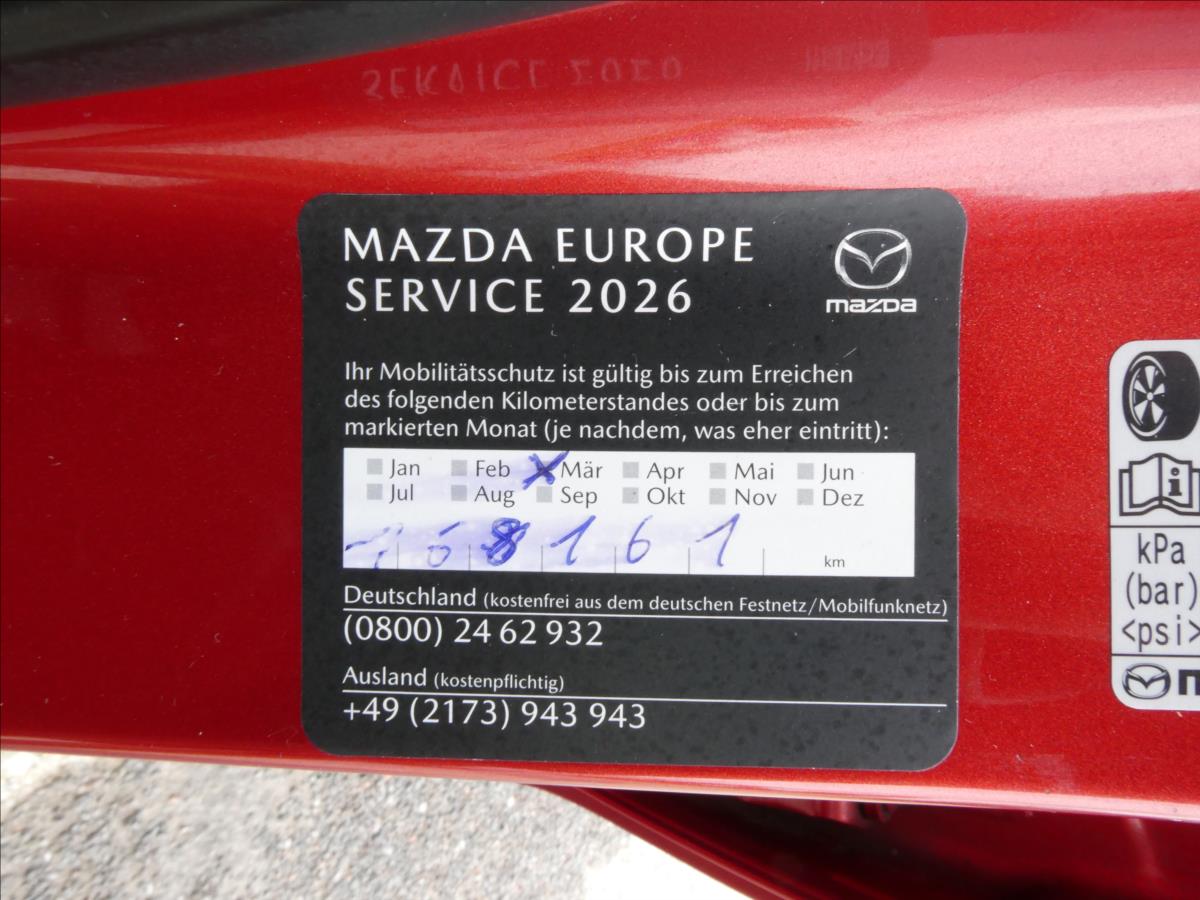 MAZDA EUROPE
SERVICE 2026
mazda
Ihr Mobilitätsschutz ist gültig bis zum Erreichen
des folgenden Kilometerstandes oder bis zum
markierten Monat (je nachdem, was eher eintritt):
Jan Feb Mär Apr Mai Jun
Jul Aug Sep Okt Nov Dez
161 km
Deutschland (kostenfrei aus dem deutschen Festnetz/Mobilfunknetz)
(0800) 24 62 932
Ausland (kostenpflichtig)
+49 (2173) 943 943
kPa
(bar)
<psi>